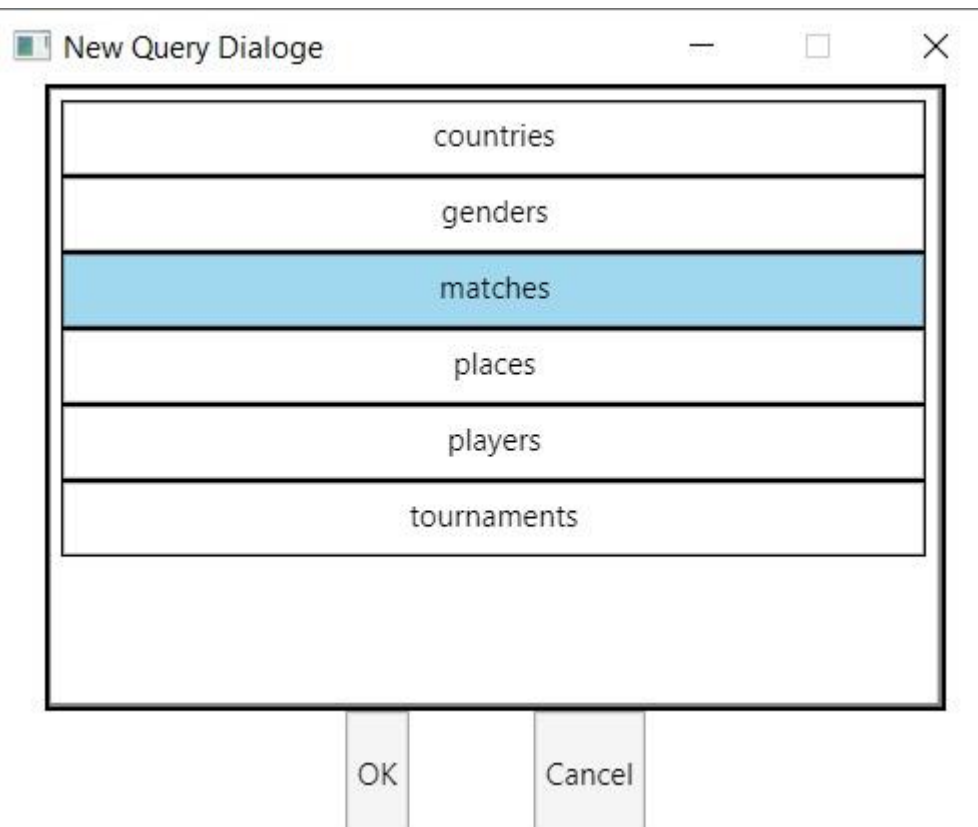 New Query Dialoge
countries
genders
matches
places
players
tournaments
OK Cancel